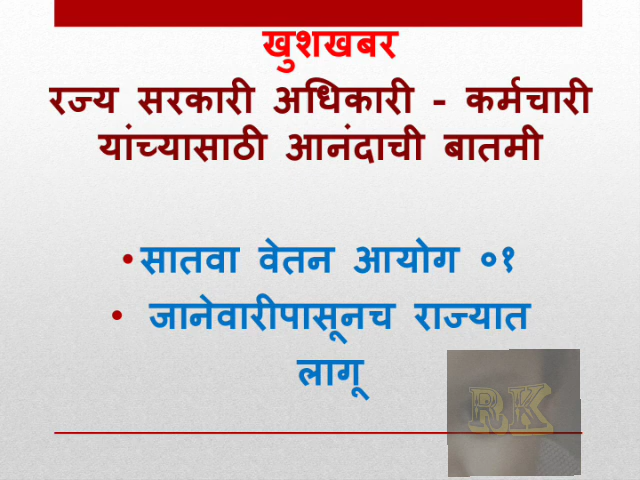 खुशखबर
रज्य सरकारी अधिकारी - कर्मचारी
यांच्यासाठी आनंदाची बातमी
•सातवा वेतन आयोग ०१
• जानेवारीपासूनच राज्यात
लागू
RK